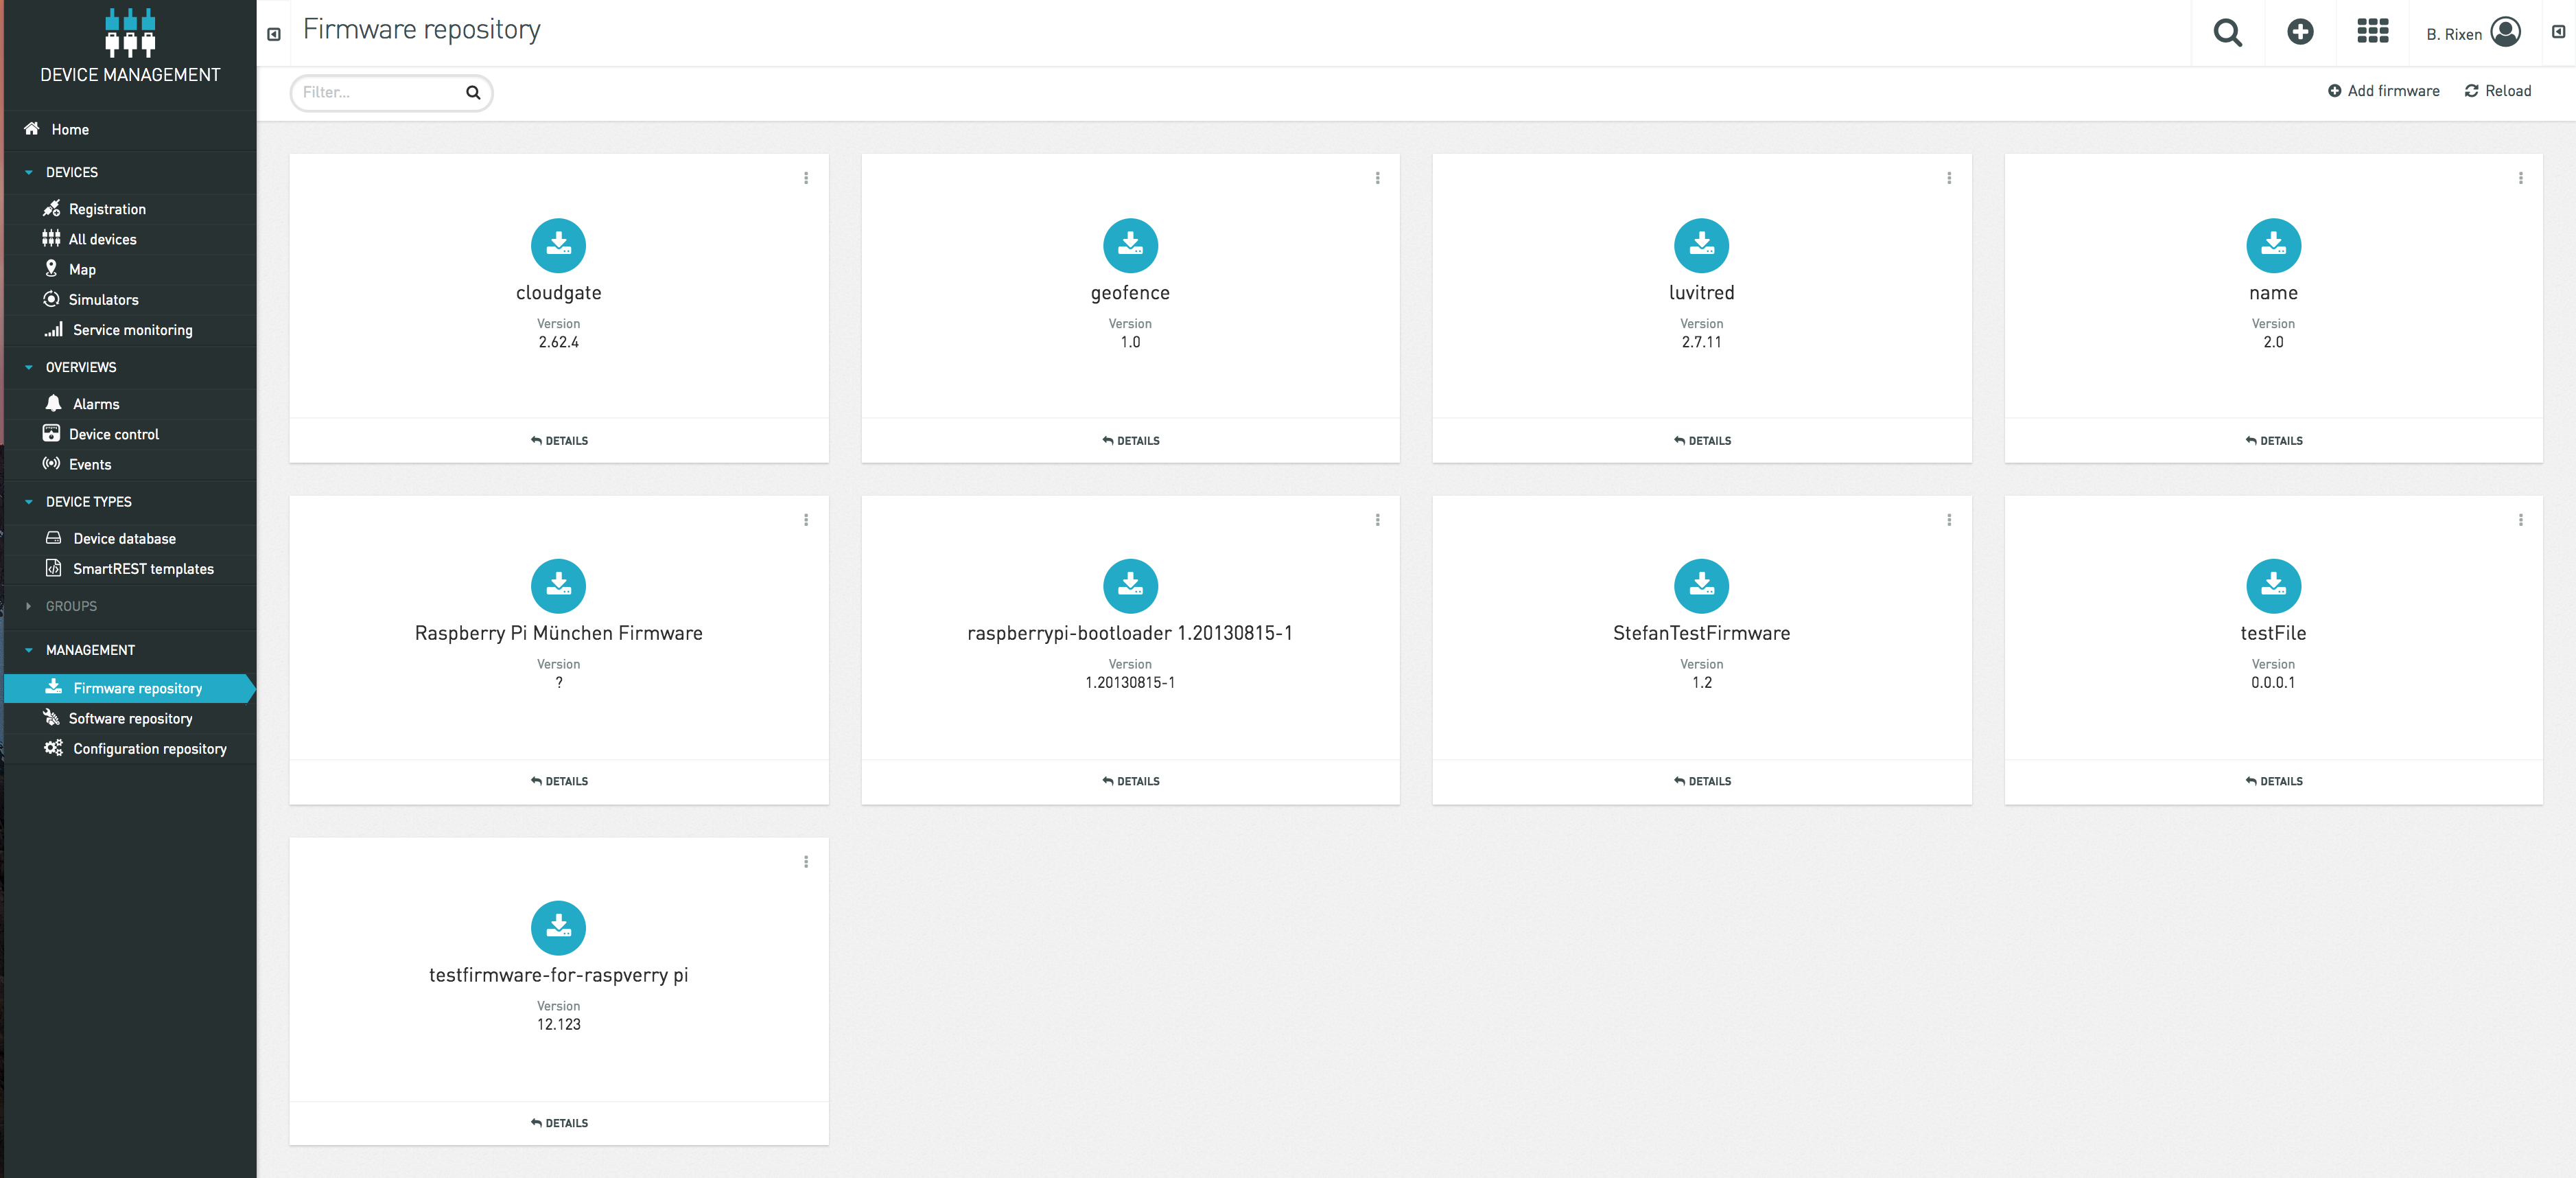 DEVICE MANAGEMENT
Home
DEVICES
Registration
All devices
Map
Simulators
Service monitoring
OVERVIEWS
Alarms
Device control
Events
DEVICE TYPES
Device database
SmartREST templates
GROUPS
MANAGEMENT
Firmware repository
Software repository
Configuration repository
Firmware repository
B. Rixen
Filter...
Add firmware
Reload
cloudgate
Version
2.62.4
DETAILS
geofence
Version
1.0
DETAILS
luvitred
Version
2.7.11
DETAILS
name
Version
2.0
DETAILS
Raspberry Pi München Firmware
Version
?
DETAILS
raspberrypi-bootloader 1.20130815-1
Version
1.20130815-1
DETAILS
StefanTestFirmware
Version
1.2
DETAILS
testFile
Version
0.0.0.1
DETAILS
testfirmware-for-raspverry pi
Version
12.123
DETAILS